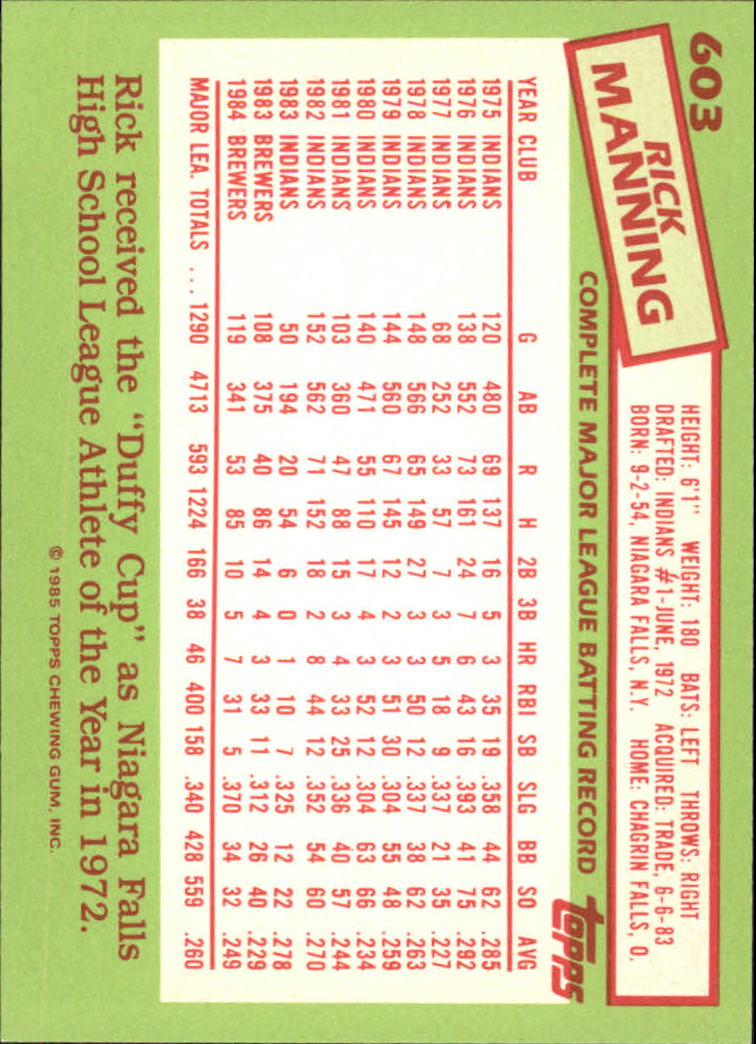 603
RICK
MANNING
HEIGHT: 6'1" WEIGHT: 180 BATS: LEFT THROWS: RIGHT
DRAFTED: INDIANS #1-JUNE, 1972 ACQUIRED: TRADE, 6-6-83
BORN: 9-2-54, NIAGARA FALLS, N.Y. HOME: CHAGRIN FALLS, O.
COMPLETE MAJOR LEAGUE BATTING RECORD
topps
YEAR CLUB G AB R H 2B 3B HR RBI SB SLG BB SO AVG
1975 INDIANS 120 480 69 137 16 5 3 35 19 .358 44 62 .285
1976 INDIANS 138 552 73 161 24 7 6 43 16 .393 41 75 .292
1977 INDIANS 68 252 33 57 7 3 5 18 9 .337 21 35 .227
1978 INDIANS 148 566 65 149 27 3 3 50 12 .337 38 62 .263
1979 INDIANS 144 560 67 145 12 2 3 51 30 .304 55 48 .259
1980 INDIANS 140 471 55 110 17 4 3 52 12 .304 63 66 .234
1981 INDIANS 103 360 47 88 15 3 4 33 25 .336 40 57 .244
1982 INDIANS 152 562 71 152 18 2 8 44 12 .352 54 60 .270
1983 INDIANS 50 194 20 54 6 0 1 10 7 .325 12 22 .278
1983 BREWERS 108 375 40 86 14 4 3 33 11 .312 26 40 .229
1984 BREWERS 119 341 53 85 10 5 7 31 5 .370 34 32 .249
MAJOR LEA. TOTALS ... 1290 4713 593 1224 166 38 46 400 158 .340 428 559 .260
Rick received the "Duffy Cup" as Niagara Falls
High School League Athlete of the Year in 1972.
© 1985 TOPPS CHEWING GUM, INC.